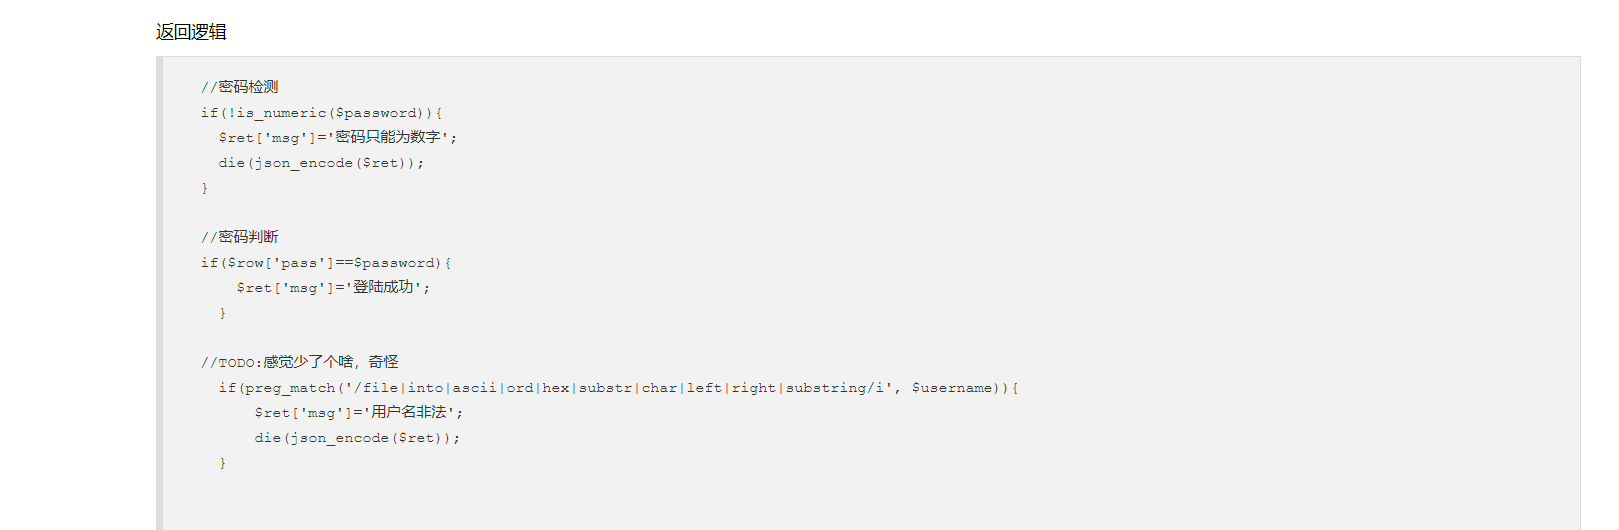 返回逻辑
//密码检测
if(!is_numeric($password)){
$ret['msg']='密码只能为数字';
die(json_encode($ret));
}
//密码判断
if($row['pass']==$password){
$ret['msg']='登陆成功';
}
//TODO:感觉少了个啥，奇怪
if(preg_match('/file|into|ascii|ord|hex|substr|char|left|right|substring/i', $username)){
$ret['msg']='用户名非法';
die(json_encode($ret));
}